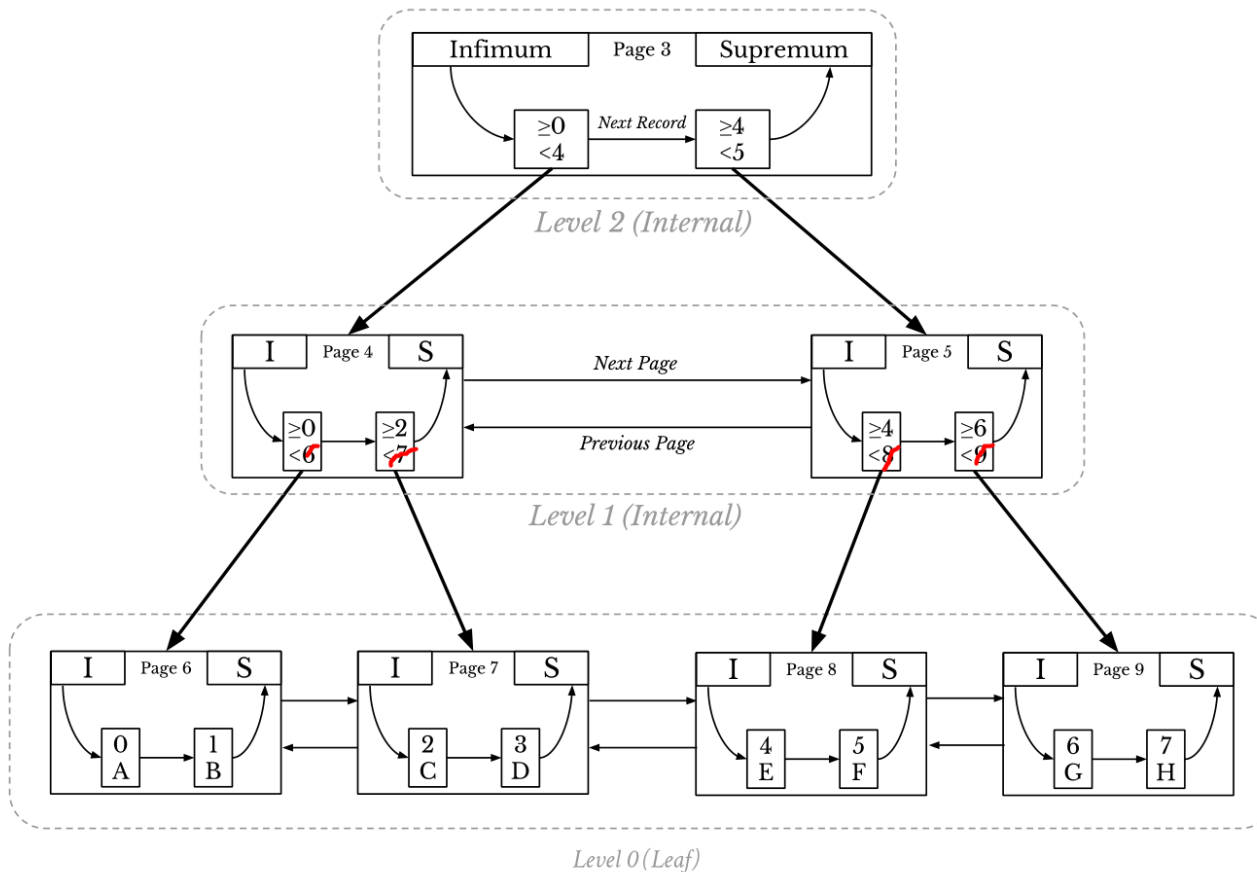 Infimum Page 3 Supremum
≥0 Next Record ≥4
<4 <5
Level 2 (Internal)
I Page 4 S Next Page I Page 5 S
≥0 ≥2 Previous Page ≥4 ≥6
<6 <7 <8 <9
Level 1 (Internal)
I Page 6 S I Page 7 S I Page 8 S I Page 9 S
0 1 2 3 4 5 6 7
A B C D E F G H
Level 0 (Leaf)